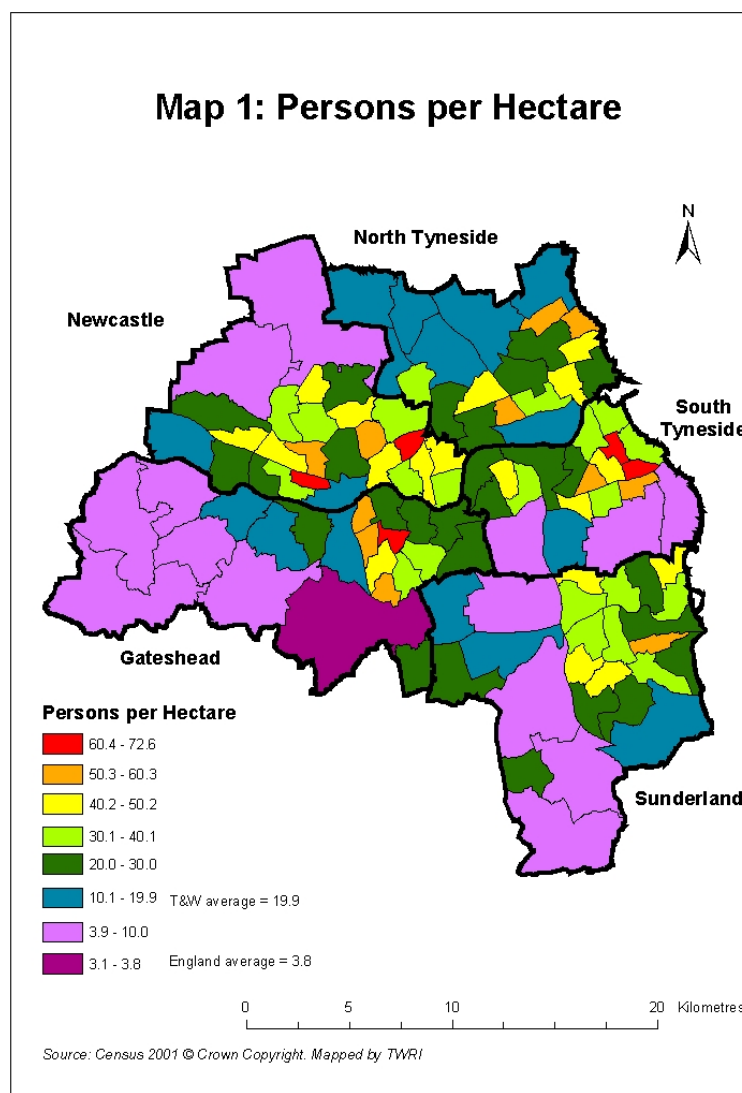 Map 1: Persons per Hectare
N
North Tyneside
Newcastle
South
Tyneside
Gateshead
Sunderland
Persons per Hectare
60.4 - 72.6
50.3 - 60.3
40.2 - 50.2
30.1 - 40.1
20.0 - 30.0
10.1 - 19.9 T&W average = 19.9
3.9 - 10.0
3.1 - 3.8 England average = 3.8
0 5 10 20 Kilometres
Source: Census 2001 © Crown Copyright. Mapped by TWRI